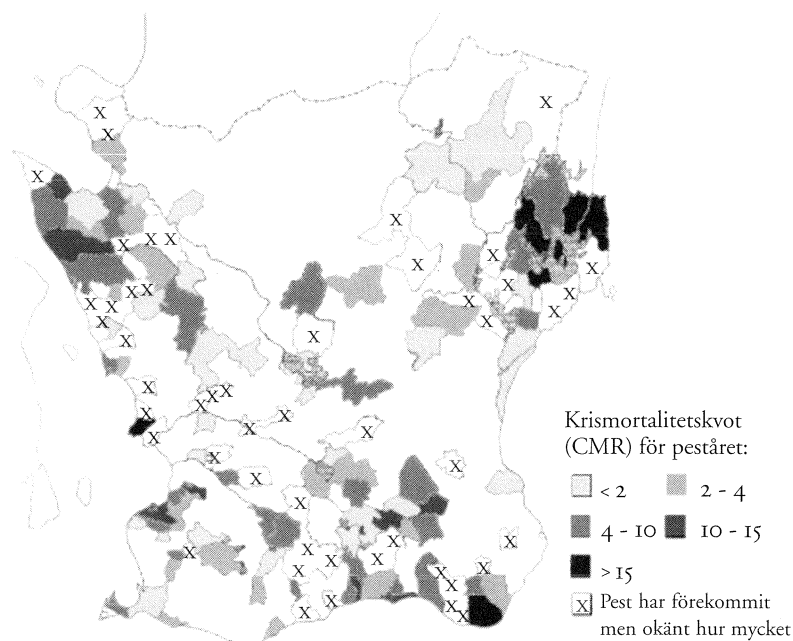 Krismortalitetskvot
(CMR) för peståret:
< 2 2 - 4
4 - 10 10 - 15
> 15
X Pest har förekommit
men okänt hur mycket